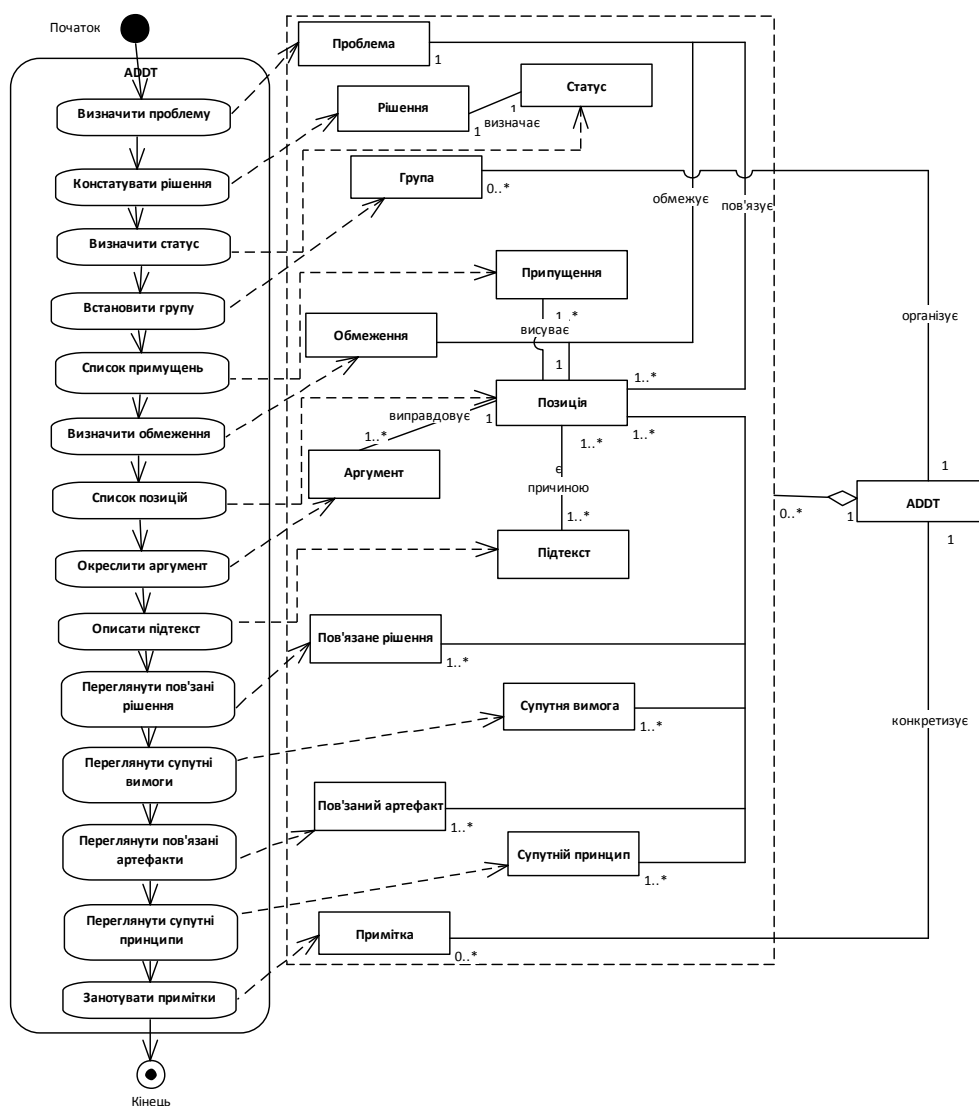 Початок
ADDT
Визначити проблему
Констатувати рішення
Визначити статус
Встановити групу
Список примущень
Визначити обмеження
Список позицій
Окреслити аргумент
Описати підтекст
Переглянути пов'язані
рішення
Переглянути супутні
вимоги
Переглянути пов'язані
артефакти
Переглянути супутні
принципи
Занотувати примітки
Кінець
Проблема
1
Рішення
1
Статус
1
визначає
Група
0..*
обмежує
пов'язує
Припущення
1..*
висуває
1
Обмеження
організує
1..*
Позиція
1
1..*
1..*
виправдовує
1..*
Аргумент
є
причиною
1..*
Підтекст
0..*
1
ADDT
1
1
Пов'язане рішення
1..*
Супутня вимога
1..*
конкретизує
Пов'заний артефакт
1..*
Супутній принцип
1..*
Примітка
0..*